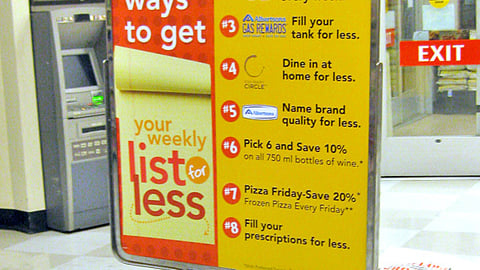 ways
to get
your
weekly
list for
less
#3
Albertsons
GAS REWARDS
Fill your
tank for less.
#4
CIRCLE
Dine in at
home for less.
#5
Albertsons
Name brand
quality for less.
#6
Pick 6 and Save 10%
on all 750 ml bottles of wine.*
#7
Pizza Friday-Save 20%*
Frozen Pizza Every Friday**
#8
Fill your
prescriptions for less.
EXIT